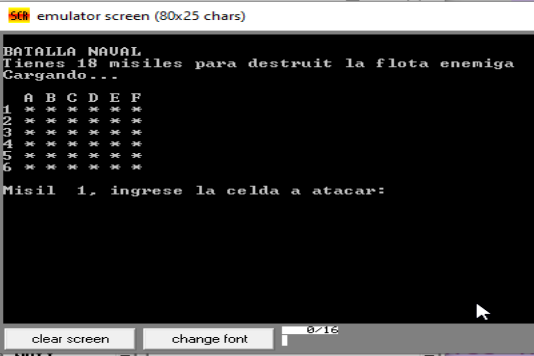 SCR emulator screen (80x25 chars)
BATALLA NAVAL
Tienes 18 misiles para destruit la flota enemiga
Cargando...
A B C D E F
1 * * * * * *
2 * * * * * *
3 * * * * * *
4 * * * * * *
5 * * * * * *
6 * * * * * *
Misil 1, ingrese la celda a atacar:
clear screen change font 0/16